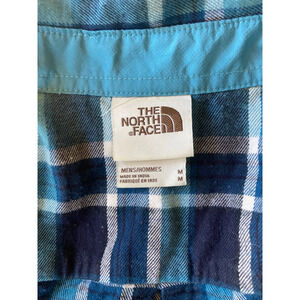 THE
NORTH
FACE
MENS/HOMMES M
MADE IN INDIA M
FABRIQUÉ EN INDE